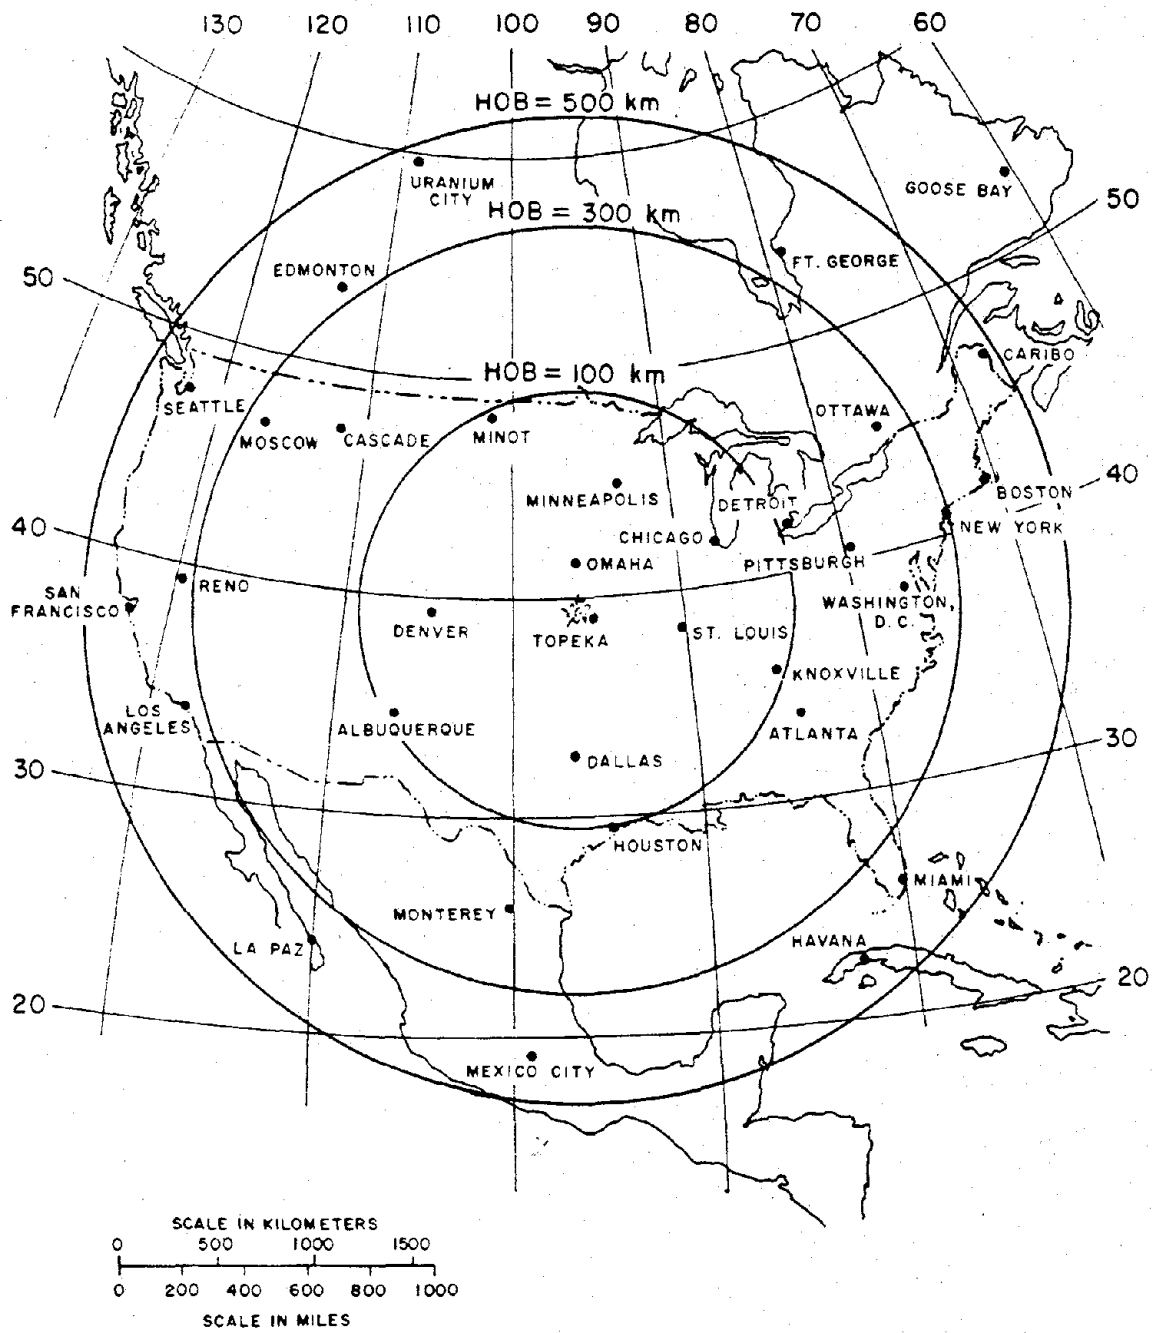 130 120 110 100 90 80 70 60
HOB = 500 km
URANIUM
CITY
GOOSE BAY
50
HOB = 300 km
EDMONTON
FT. GEORGE
50
CARIBO
HOB = 100 km
SEATTLE
OTTAWA
MOSCOW
CASCADE
MINOT
40
MINNEAPOLIS
DETROIT
BOSTON
40
CHICAGO
NEW YORK
OMAHA
PITTSBURGH
RENO
SAN
FRANCISCO
WASHINGTON,
D.C.
DENVER
TOPEKA
ST. LOUIS
KNOXVILLE
LOS
ANGELES
ALBUQUERQUE
ATLANTA
30
DALLAS
30
HOUSTON
MIAMI
MONTEREY
LA PAZ
HAVANA
20
20
MEXICO CITY
SCALE IN KILOMETERS
0 500 1000 1500
0 200 400 600 800 1000
SCALE IN MILES